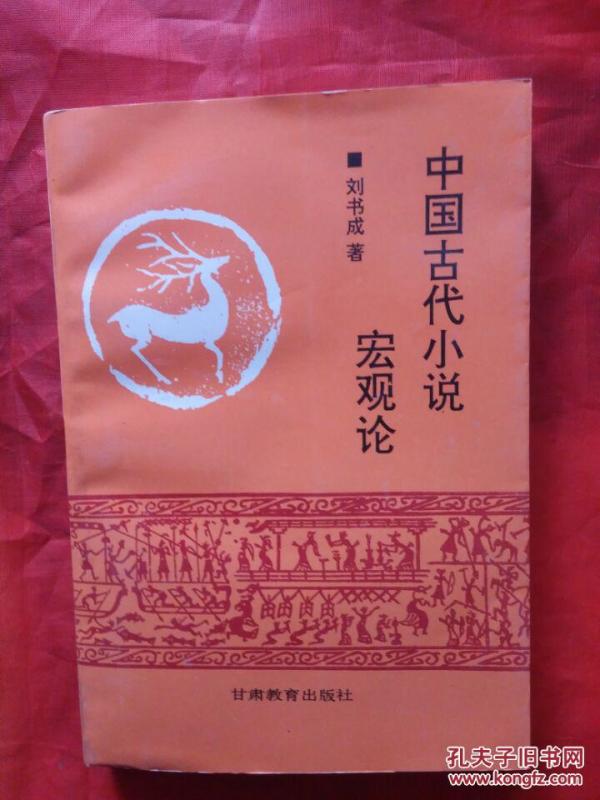 中国古代小说
宏观论
■刘书成 著
甘肃教育出版社
孔夫子旧书网
www.kongfz.com